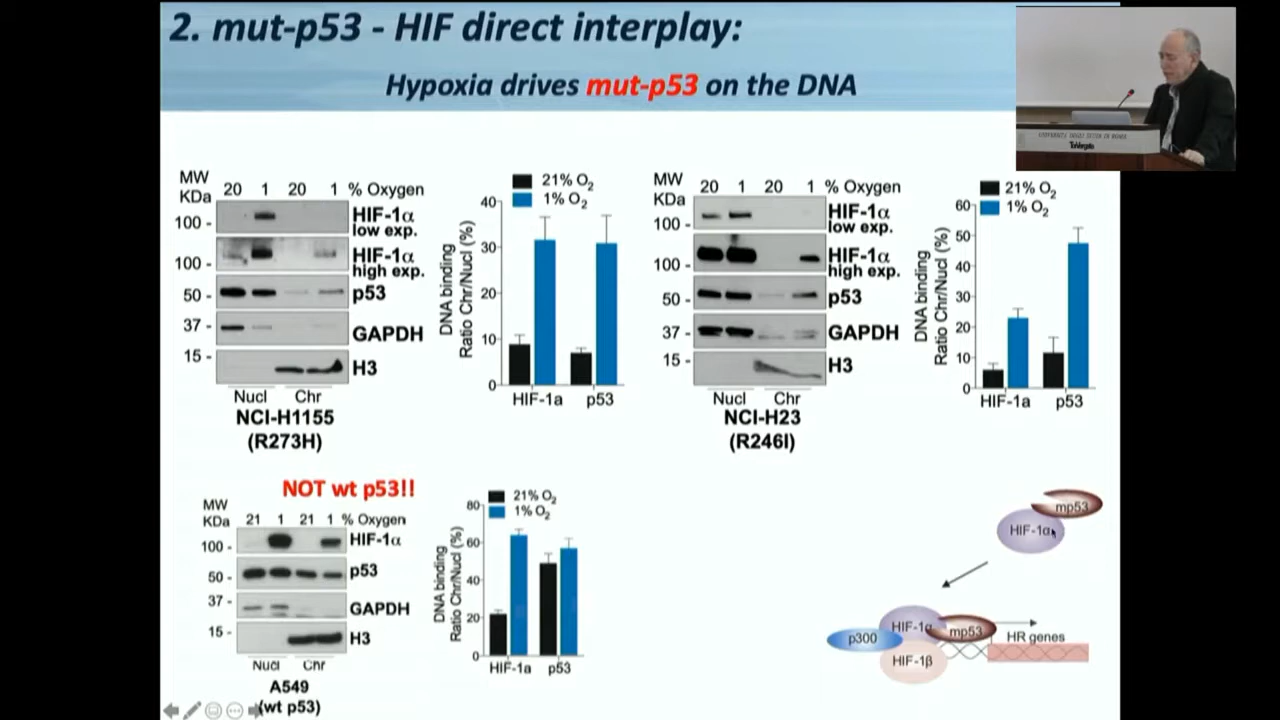 2. mut-p53 - HIF direct interplay:
Hypoxia drives mut-p53 on the DNA
UNIVERSITÀ DEGLI STUDI DI ROMA
TorVergata
MW
KDa
20 1 20 1 % Oxygen
100 - HIF-1α
low exp.
100 - HIF-1α
high exp.
50 - p53
37 - GAPDH
15 - H3
Nucl Chr
NCI-H1155
(R273H)
21% O2
1% O2
DNA binding
Ratio Chr/Nucl (%)
40
30
20
10
0
HIF-1a p53
MW
KDa
20 1 20 1 % Oxygen
100 - HIF-1α
low exp.
100 - HIF-1α
high exp.
50 - p53
37 - GAPDH
15 - H3
Nucl Chr
NCI-H23
(R246I)
21% O2
1% O2
DNA binding
Ratio Chr/Nucl (%)
60
50
40
30
20
10
0
HIF-1a p53
NOT wt p53!!
MW
KDa
21 1 21 1 % Oxygen
100 - HIF-1α
50 - p53
37 - GAPDH
15 - H3
Nucl Chr
A549
(wt p53)
21% O2
1% O2
DNA binding
Ratio Chr/Nucl (%)
80
60
40
20
0
HIF-1a p53
mp53
HIF-1α
HIF-1α
p300
mp53
HR genes
HIF-1β